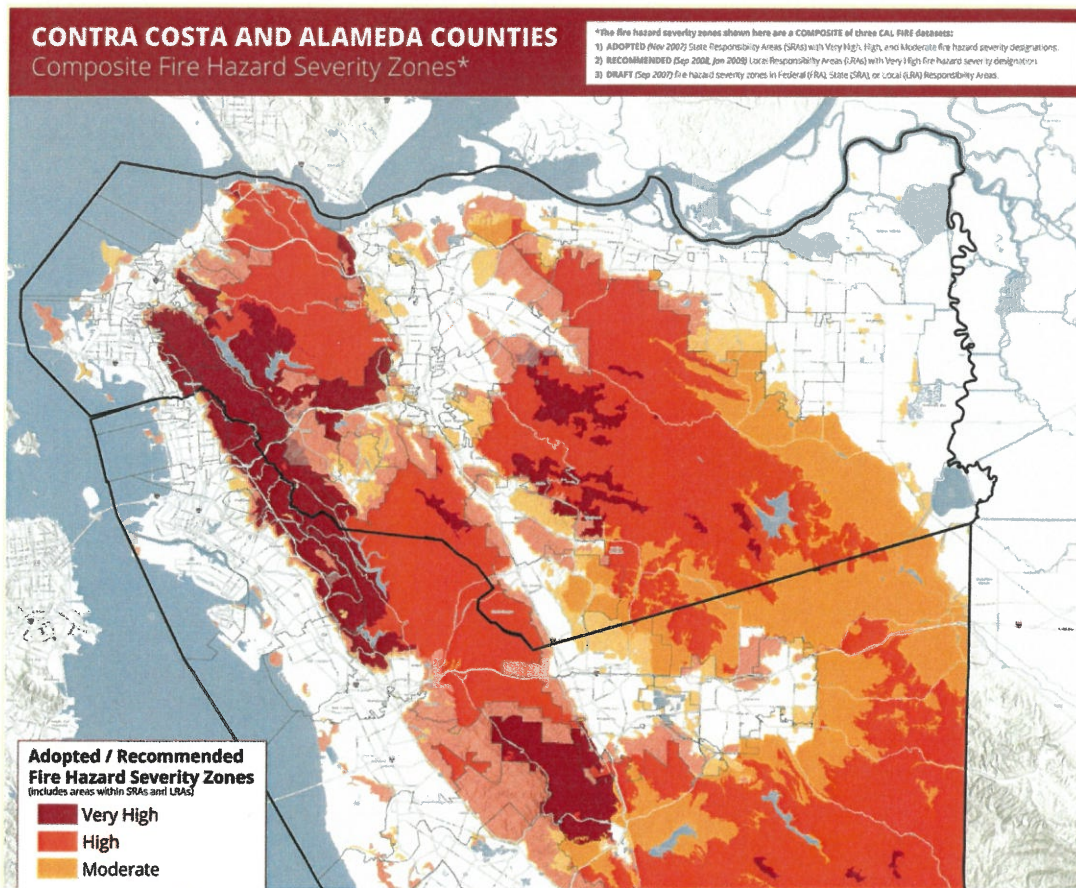 CONTRA COSTA AND ALAMEDA COUNTIES
Composite Fire Hazard Severity Zones*
*The fire hazard severity zones shown here are a COMPOSITE of three CAL FIRE datasets:
1) ADOPTED (Nov 2007) State Responsibility Areas (SRAs) with Very High, High, and Moderate fire hazard severity designations.
2) RECOMMENDED (Sep 2008, Jan 2009) Local Responsibility Areas (LRAs) with Very High fire hazard severity designation.
3) DRAFT (Sep 2007) fire hazard severity zones in Federal (FRA), State (SRA), or Local (LRA) Responsibility Areas.
Adopted / Recommended
Fire Hazard Severity Zones
(includes areas within SRAs and LRAs)
Very High
High
Moderate